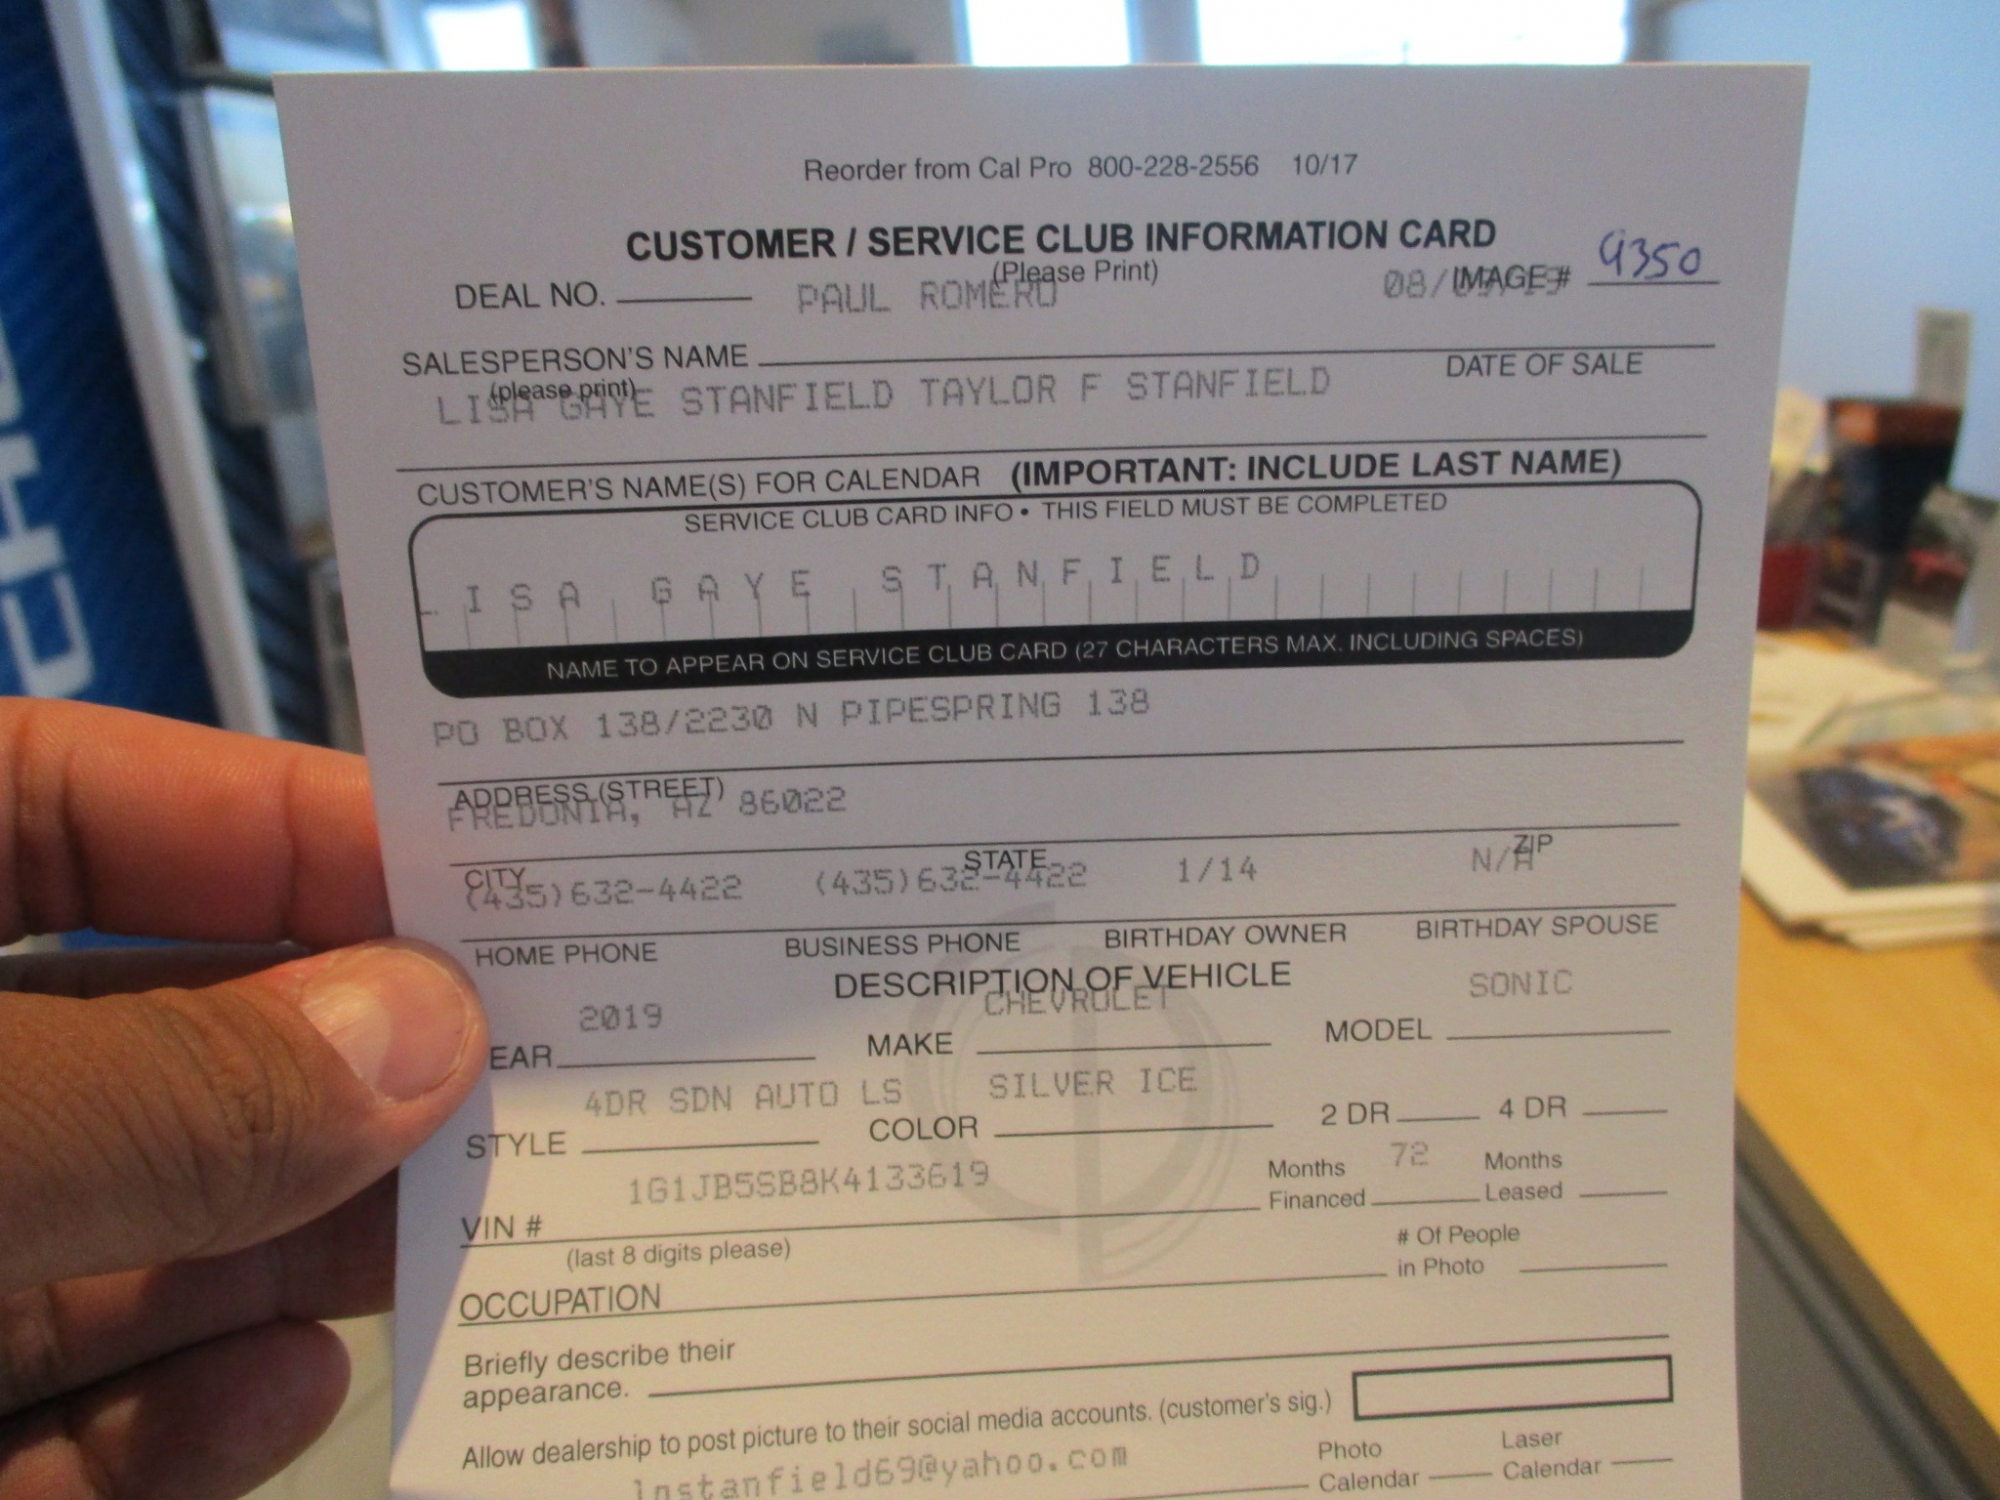 CHO
Reorder from Cal Pro 800-228-2556 10/17
CUSTOMER / SERVICE CLUB INFORMATION CARD
(Please Print)
DEAL NO. PAUL ROMERO 08/ IMAGE# 9350
SALESPERSON'S NAME DATE OF SALE
(please print)
LISA GAYE STANFIELD TAYLOR F STANFIELD
CUSTOMER'S NAME(S) FOR CALENDAR (IMPORTANT: INCLUDE LAST NAME)
SERVICE CLUB CARD INFO • THIS FIELD MUST BE COMPLETED
ISA GAYE STANFIELD
NAME TO APPEAR ON SERVICE CLUB CARD (27 CHARACTERS MAX. INCLUDING SPACES)
PO BOX 138/2230 N PIPESPRING 138
ADDRESS (STREET)
FREDONIA, AZ 86022
CITY STATE ZIP
(435)632-4422 (435)632-4422 1/14 N/A
HOME PHONE BUSINESS PHONE BIRTHDAY OWNER BIRTHDAY SPOUSE
DESCRIPTION OF VEHICLE
2019 CHEVROLET SONIC
EAR MAKE MODEL
4DR SDN AUTO LS SILVER ICE
STYLE COLOR 2 DR 4 DR
1G1JB5SB8K4133619 Months Financed 72 Months Leased
VIN #
(last 8 digits please)
# Of People in Photo
OCCUPATION
Briefly describe their
appearance.
Allow dealership to post picture to their social media accounts. (customer's sig.)
lnstanfield69@yahoo.com
Photo Calendar Laser Calendar